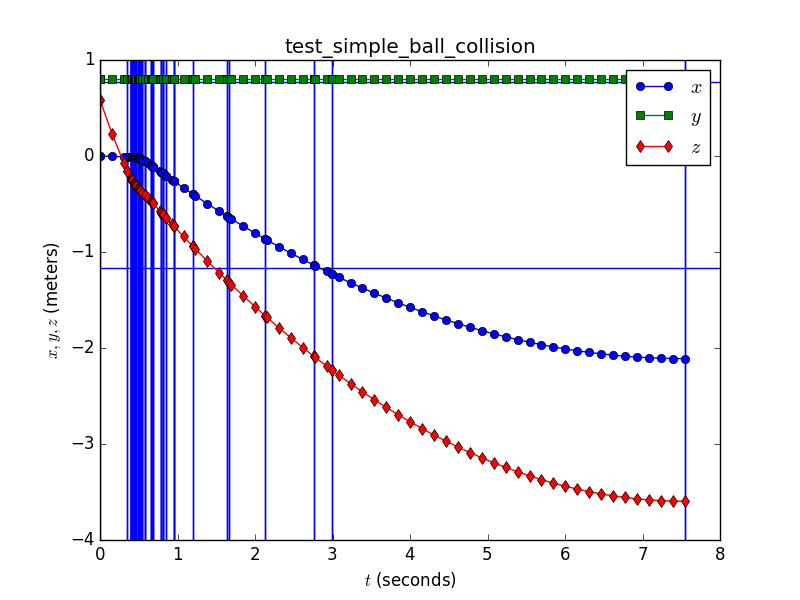 test_simple_ball_collision
x
y
z
1
0
−1
−2
−3
−4
x, y, z (meters)
0 1 2 3 4 5 6 7 8
t (seconds)